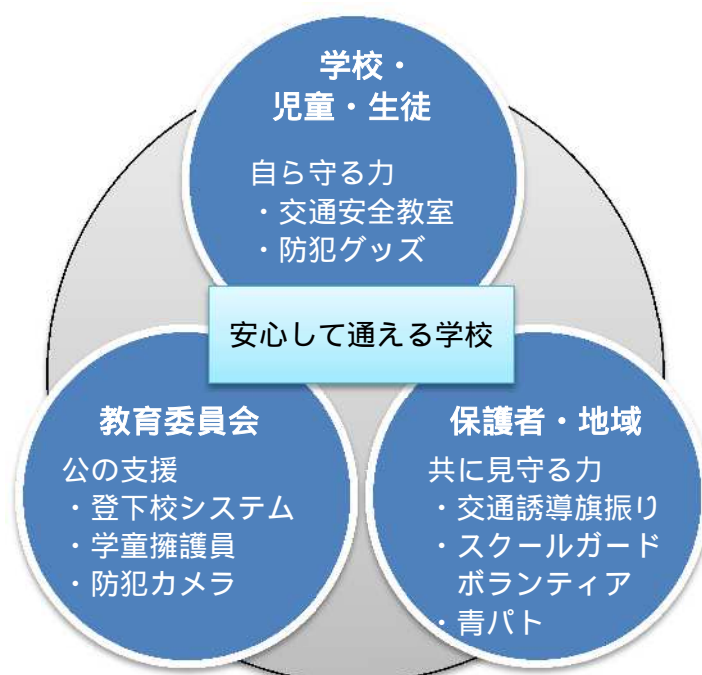 学校・
児童・生徒
自ら守る力
・交通安全教室
・防犯グッズ
安心して通える学校
教育委員会
公の支援
・登下校システム
・学童擁護員
・防犯カメラ
保護者・地域
共に見守る力
・交通誘導旗振り
・スクールガード
ボランティア
・青パト